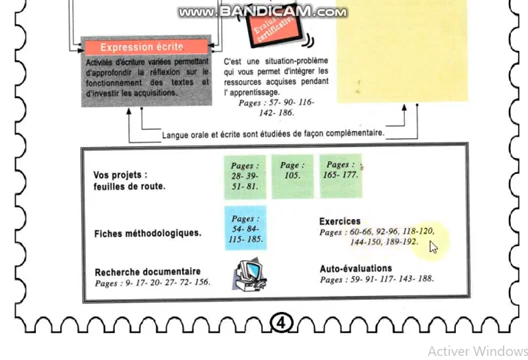 www.BANDICAM.com
Évaluation
certificative
Expression écrite
Activités d'écriture variées permettant
d'approfondir la réflexion sur le
fonctionnement des textes et
d'investir les acquisitions.
C'est une situation-problème
qui vous permet d'intégrer les
ressources acquises pendant
l' apprentissage.
Pages : 57- 90- 116-
142- 186.
Langue orale et écrite sont étudiées de façon complémentaire.
Vos projets :
feuilles de route.
Pages :
28- 39-
51- 81.
Page :
105.
Pages :
165- 177.
Fiches méthodologiques.
Pages :
54- 84-
115- 185.
Exercices
Pages : 60-66, 92-96, 118-120,
144-150, 189-192.
Recherche documentaire
Pages : 9- 17- 20- 27- 72- 156.
Auto-évaluations
Pages : 59- 91- 117- 143- 188.
4
Activer Windows